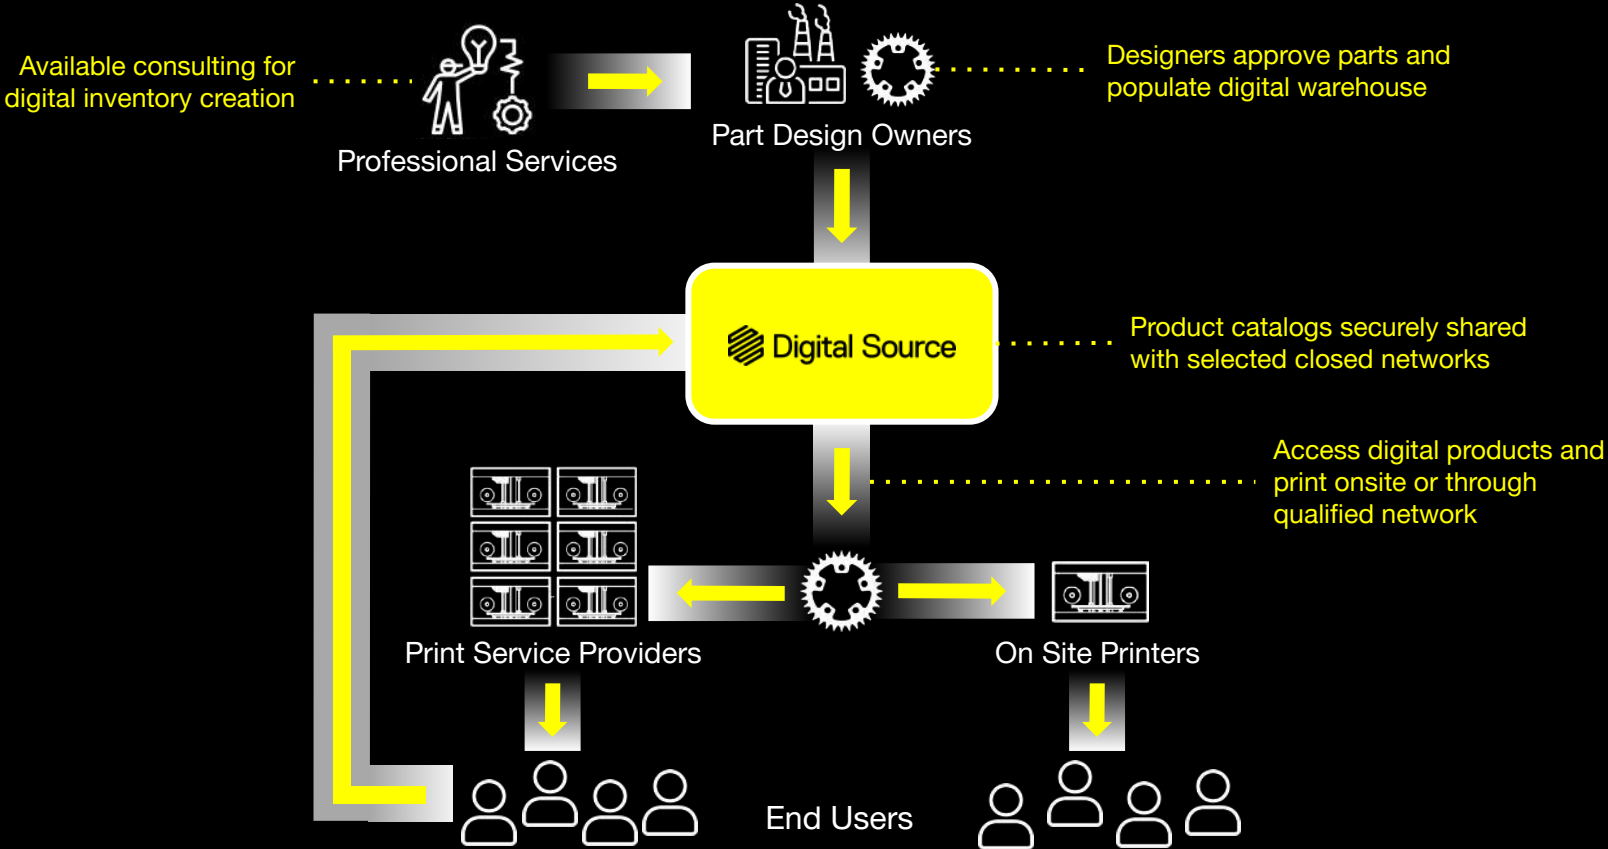 Available consulting for
digital inventory creation
Professional Services
Part Design Owners
Designers approve parts and
populate digital warehouse
Digital Source
Product catalogs securely shared
with selected closed networks
Access digital products and
print onsite or through
qualified network
Print Service Providers
On Site Printers
End Users